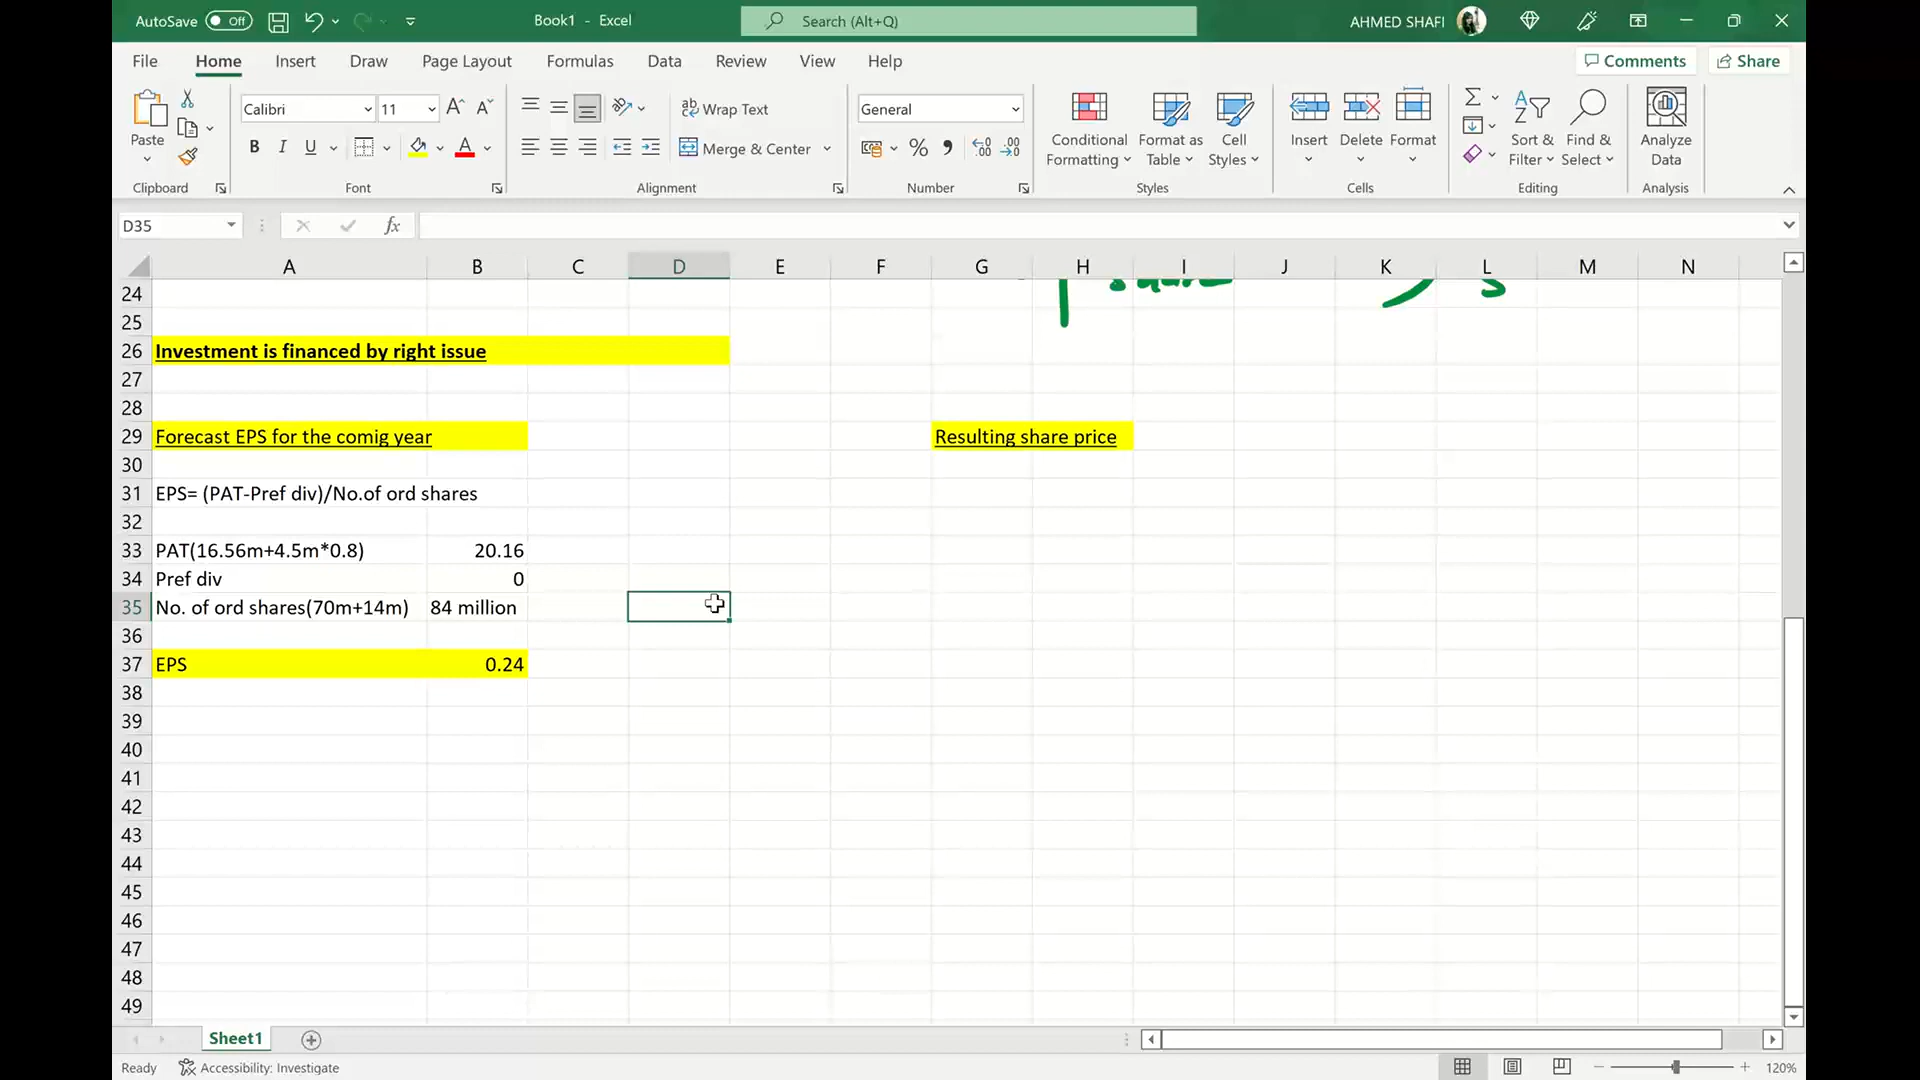 AutoSave Off Book1 - Excel Search (Alt+Q) AHMED SHAFI
File Home Insert Draw Page Layout Formulas Data Review View Help Comments Share
Calibri 11 Wrap Text General
Paste B I U Merge & Center % Conditional Formatting Format as Table Cell Styles Insert Delete Format Sort & Filter Find & Select Analyze Data
Clipboard Font Alignment Number Styles Cells Editing Analysis
D35 fx
A B C D E F G H I J K L M N
24
25
26 Investment is financed by right issue
27
28
29 Forecast EPS for the comig year Resulting share price
30
31 EPS= (PAT-Pref div)/No.of ord shares
32
33 PAT(16.56m+4.5m*0.8) 20.16
34 Pref div 0
35 No. of ord shares(70m+14m) 84 million
36
37 EPS 0.24
38
39
40
41
42
43
44
45
46
47
48
49
Sheet1
Ready Accessibility: Investigate 120%